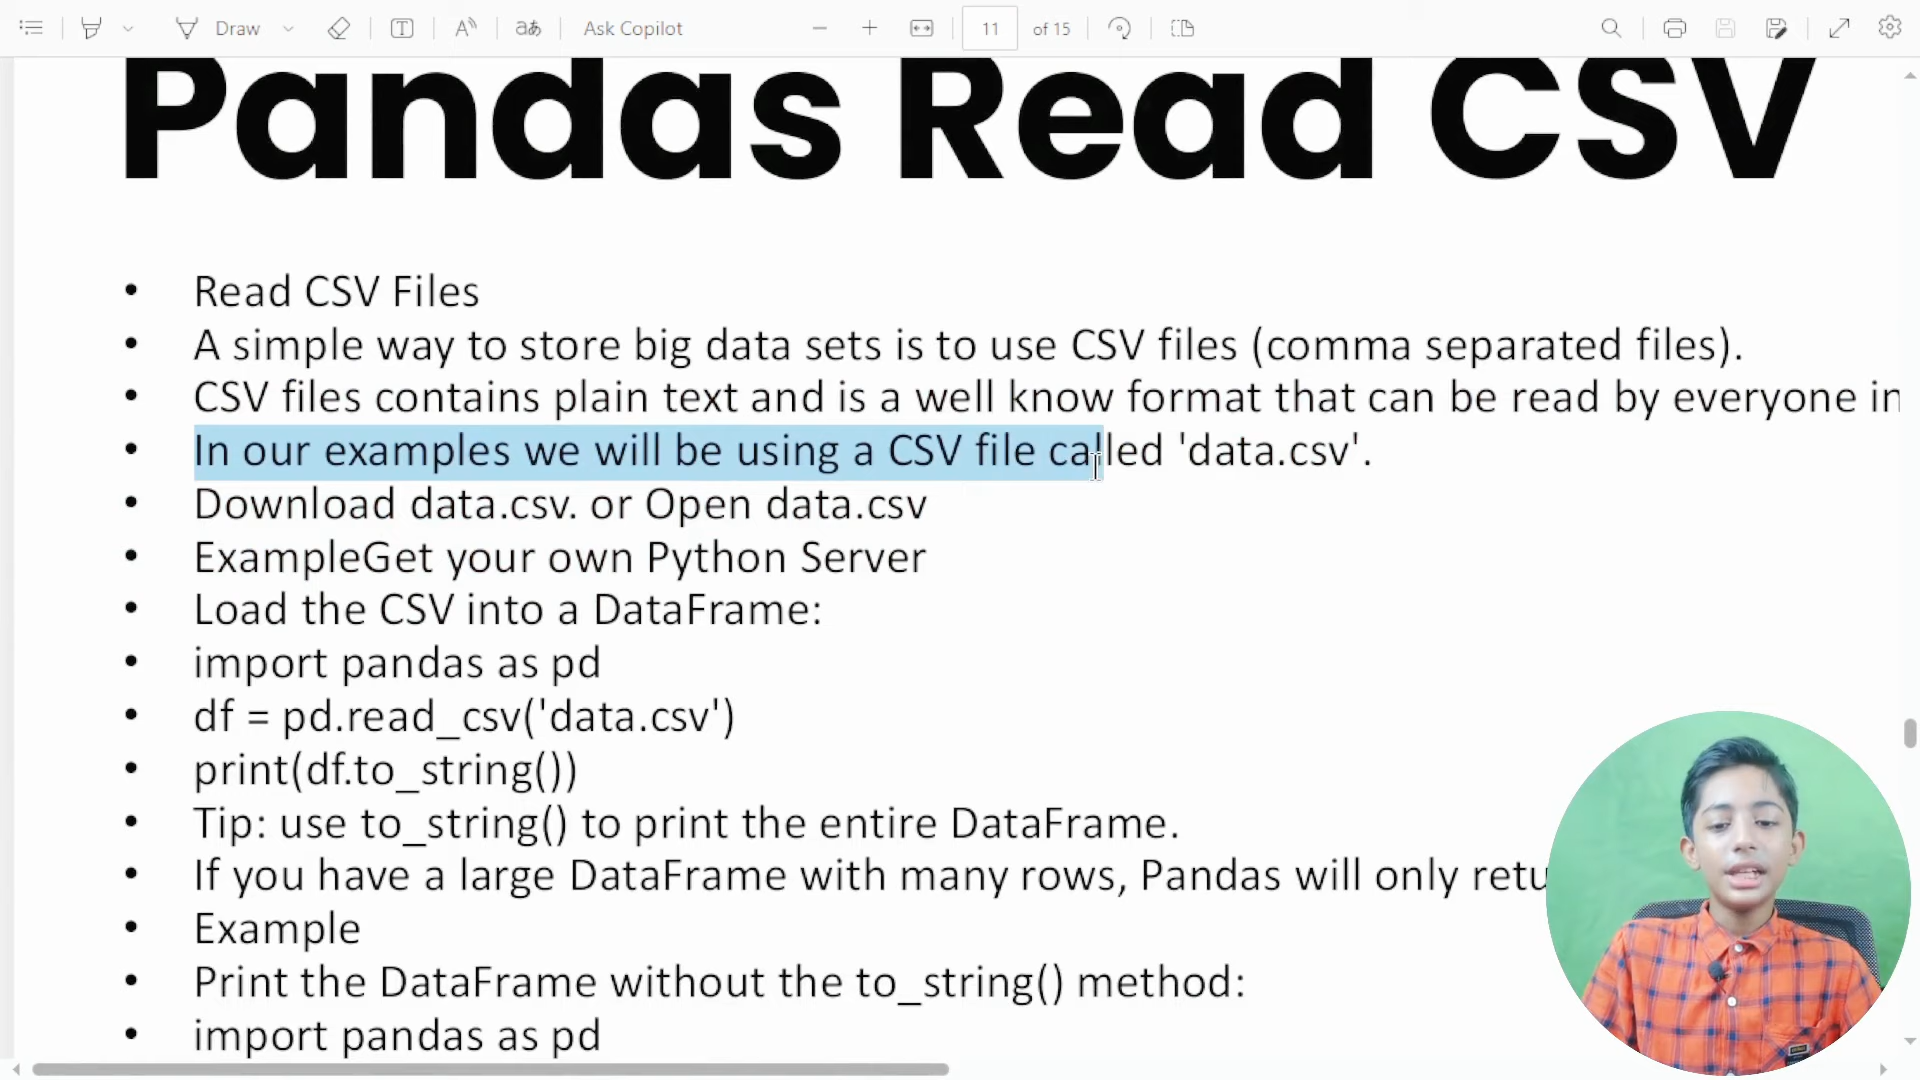 Draw
Ask Copilot
11 of 15
Pandas Read CSV
• Read CSV Files
• A simple way to store big data sets is to use CSV files (comma separated files).
• CSV files contains plain text and is a well know format that can be read by everyone in
• In our examples we will be using a CSV file called 'data.csv'.
• Download data.csv. or Open data.csv
• ExampleGet your own Python Server
• Load the CSV into a DataFrame:
• import pandas as pd
• df = pd.read_csv('data.csv')
• print(df.to_string())
• Tip: use to_string() to print the entire DataFrame.
• If you have a large DataFrame with many rows, Pandas will only retu
• Example
• Print the DataFrame without the to_string() method:
• import pandas as pd